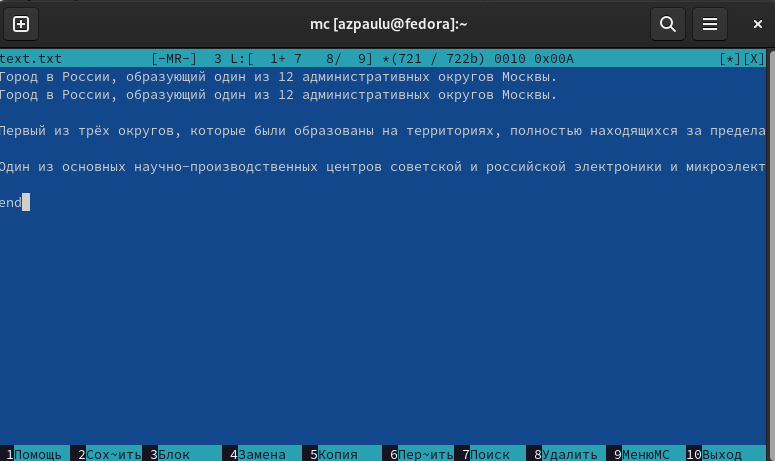 mc [azpaulu@fedora]:~
text.txt [-MR-] 3 L:[ 1+ 7 8/ 9] *(721 / 722b) 0010 0x00A [*][X]
Город в России, образующий один из 12 административных округов Москвы.
Город в России, образующий один из 12 административных округов Москвы.
Первый из трёх округов, которые были образованы на территориях, полностью находящихся за предела
Один из основных научно-производственных центров советской и российской электроники и микроэлект
end
1Помощь 2Сох~ить 3Блок 4Замена 5Копия 6Пер~ить 7Поиск 8Удалить 9МенюMC 10Выход